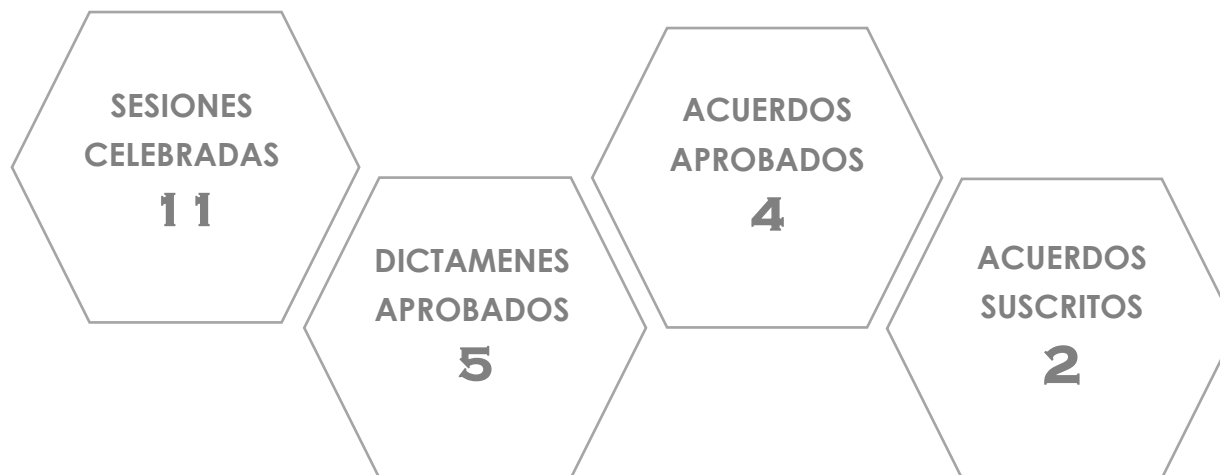 SESIONES
CELEBRADAS
11
DICTAMENES
APROBADOS
5
ACUERDOS
APROBADOS
4
ACUERDOS
SUSCRITOS
2